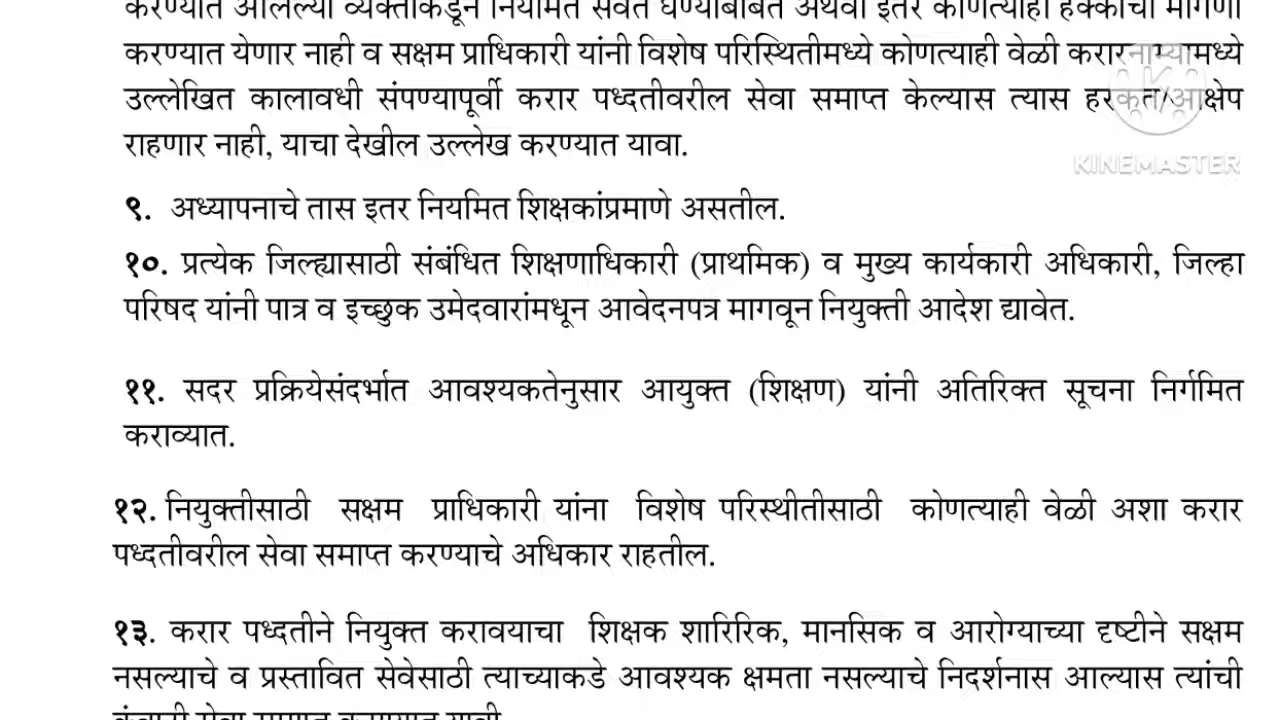 करण्यात आलेल्या व्यक्तीकडून नियमित सेवेत घेण्याबाबत अथवा इतर कोणत्याही हक्काची मागणी
करण्यात येणार नाही व सक्षम प्राधिकारी यांनी विशेष परिस्थितीमध्ये कोणत्याही वेळी करारनाम्यामध्ये
उल्लेखित कालावधी संपण्यापूर्वी करार पध्दतीवरील सेवा समाप्त केल्यास त्यास हरकत/आक्षेप
राहणार नाही, याचा देखील उल्लेख करण्यात यावा.
KINEMASTER
९. अध्यापनाचे तास इतर नियमित शिक्षकांप्रमाणे असतील.
१०. प्रत्येक जिल्ह्यासाठी संबंधित शिक्षणाधिकारी (प्राथमिक) व मुख्य कार्यकारी अधिकारी, जिल्हा
परिषद यांनी पात्र व इच्छुक उमेदवारांमधून आवेदनपत्र मागवून नियुक्ती आदेश द्यावेत.
११. सदर प्रक्रियेसंदर्भात आवश्यकतेनुसार आयुक्त (शिक्षण) यांनी अतिरिक्त सूचना निर्गमित
कराव्यात.
१२. नियुक्तीसाठी सक्षम प्राधिकारी यांना विशेष परिस्थीतीसाठी कोणत्याही वेळी अशा करार
पध्दतीवरील सेवा समाप्त करण्याचे अधिकार राहतील.
१३. करार पध्दतीने नियुक्त करावयाचा शिक्षक शारिरिक, मानसिक व आरोग्याच्या दृष्टीने सक्षम
नसल्याचे व प्रस्तावित सेवेसाठी त्याच्याकडे आवश्यक क्षमता नसल्याचे निदर्शनास आल्यास त्यांची